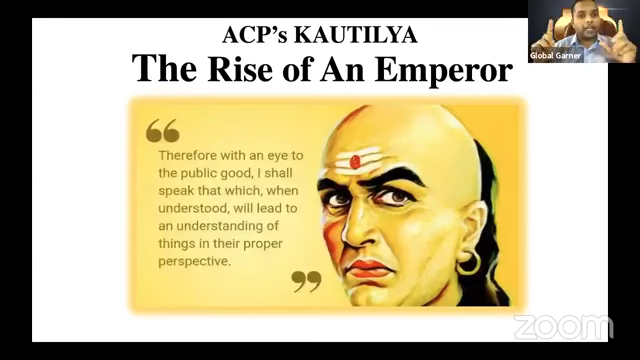 ACP's KAUTILYA
The Rise of An Emperor
Global Garner
“
Therefore with an eye to
the public good, I shall
speak that which, when
understood, will lead to
an understanding of
things in their proper
perspective.
”
zoom